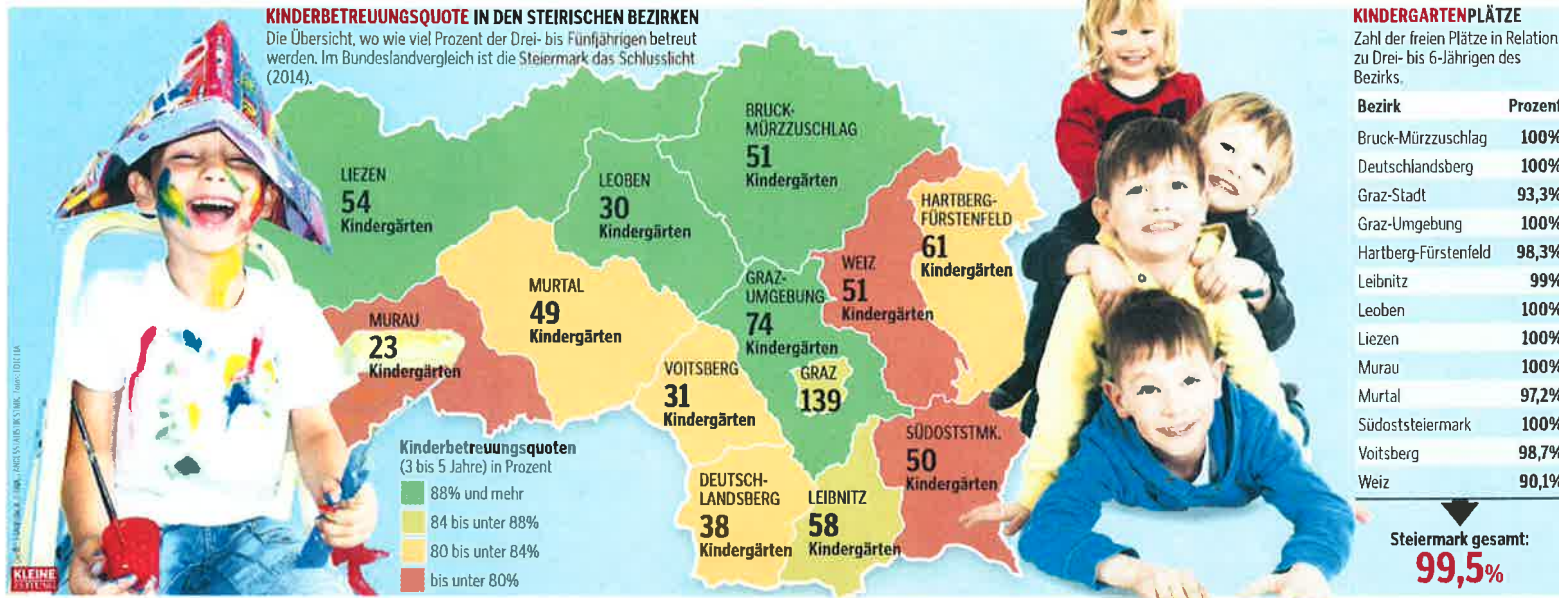 KINDERBETREUUNGSQUOTE IN DEN STEIRISCHEN BEZIRKEN
Die Übersicht, wo wie viel Prozent der Drei- bis Fünfjährigen betreut
werden. Im Bundeslandvergleich ist die Steiermark das Schlusslicht
(2014).
LIEZEN
54
Kindergärten
LEOBEN
30
Kindergärten
BRUCK-
MÜRZZUSCHLAG
51
Kindergärten
HARTBERG-
FÜRSTENFELD
61
Kindergärten
WEIZ
51
Kindergärten
GRAZ-
UMGEBUNG
74
Kindergärten
GRAZ
139
MURTAL
49
Kindergärten
MURAU
23
Kindergärten
VOITSBERG
31
Kindergärten
DEUTSCH-
LANDSBERG
38
Kindergärten
LEIBNITZ
58
Kindergärten
SÜDOSTSTMK.
50
Kindergärten
Kinderbetreuungsquoten
(3 bis 5 Jahre) in Prozent
88% und mehr
84 bis unter 88%
80 bis unter 84%
bis unter 80%
KLEINE
ZEITUNG
KINDERGARTENPLÄTZE
Zahl der freien Plätze in Relation
zu Drei- bis 6-Jährigen des
Bezirks.
Bezirk Prozent
Bruck-Mürzzuschlag 100%
Deutschlandsberg 100%
Graz-Stadt 93,3%
Graz-Umgebung 100%
Hartberg-Fürstenfeld 98,3%
Leibnitz 99%
Leoben 100%
Liezen 100%
Murau 100%
Murtal 97,2%
Südoststeiermark 100%
Voitsberg 98,7%
Weiz 90,1%
Steiermark gesamt:
99,5%